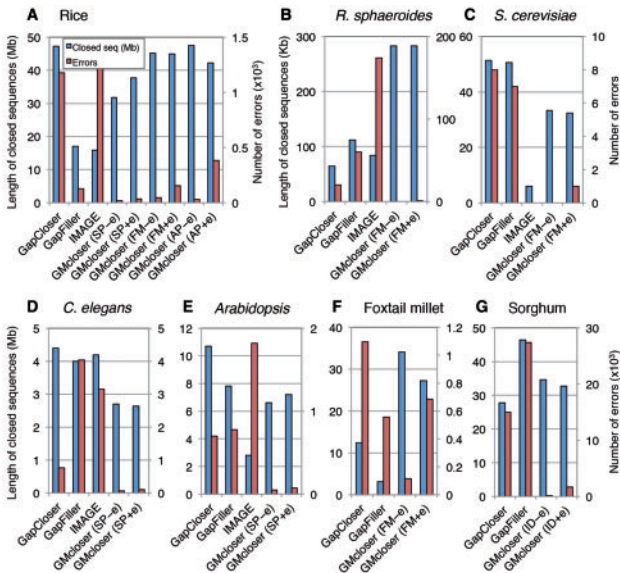 A Rice
B R. sphaeroides
C S. cerevisiae
Length of closed sequences (Mb)
50
40
30
20
10
0
Closed seq (Mb)
Errors
1.5
1
0.5
0
Number of errors (x10³)
GapCloser
GapFiller
IMAGE
GMcloser (SP−e)
GMcloser (SP+e)
GMcloser (FM−e)
GMcloser (FM+e)
GMcloser (AP−e)
GMcloser (AP+e)
Length of closed sequences (Kb)
300
200
100
0
60
40
20
0
GapCloser
GapFiller
IMAGE
GMcloser (FM−e)
GMcloser (FM+e)
200
100
0
10
8
6
4
2
0
Number of errors
GapCloser
GapFiller
IMAGE
GMcloser (FM−e)
GMcloser (FM+e)
D C. elegans
E Arabidopsis
F Foxtail millet
G Sorghum
Length of closed sequences (Mb)
5
4
3
2
1
0
5
4
3
2
1
0
GapCloser
GapFiller
IMAGE
GMcloser (SP−e)
GMcloser (SP+e)
12
10
8
6
4
2
0
2
1
0
GapCloser
GapFiller
IMAGE
GMcloser (SP−e)
GMcloser (SP+e)
40
30
20
10
0
1.2
1
0.8
0.6
0.4
0.2
0
GapCloser
GapFiller
GMcloser (FM−e)
GMcloser (FM+e)
50
40
30
20
10
0
30
20
10
0
Number of errors (x10³)
GapCloser
GapFiller
GMcloser (ID−e)
GMcloser (ID+e)